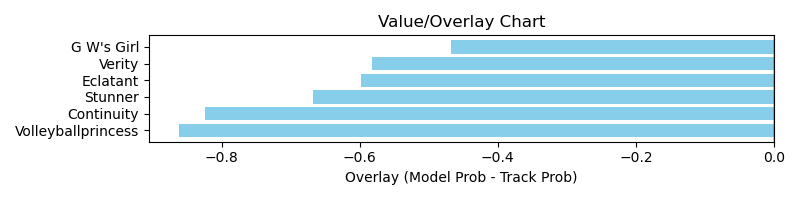 Value/Overlay Chart
G W's Girl
Verity
Eclatant
Stunner
Continuity
Volleyballprincess
−0.8 −0.6 −0.4 −0.2 0.0
Overlay (Model Prob - Track Prob)